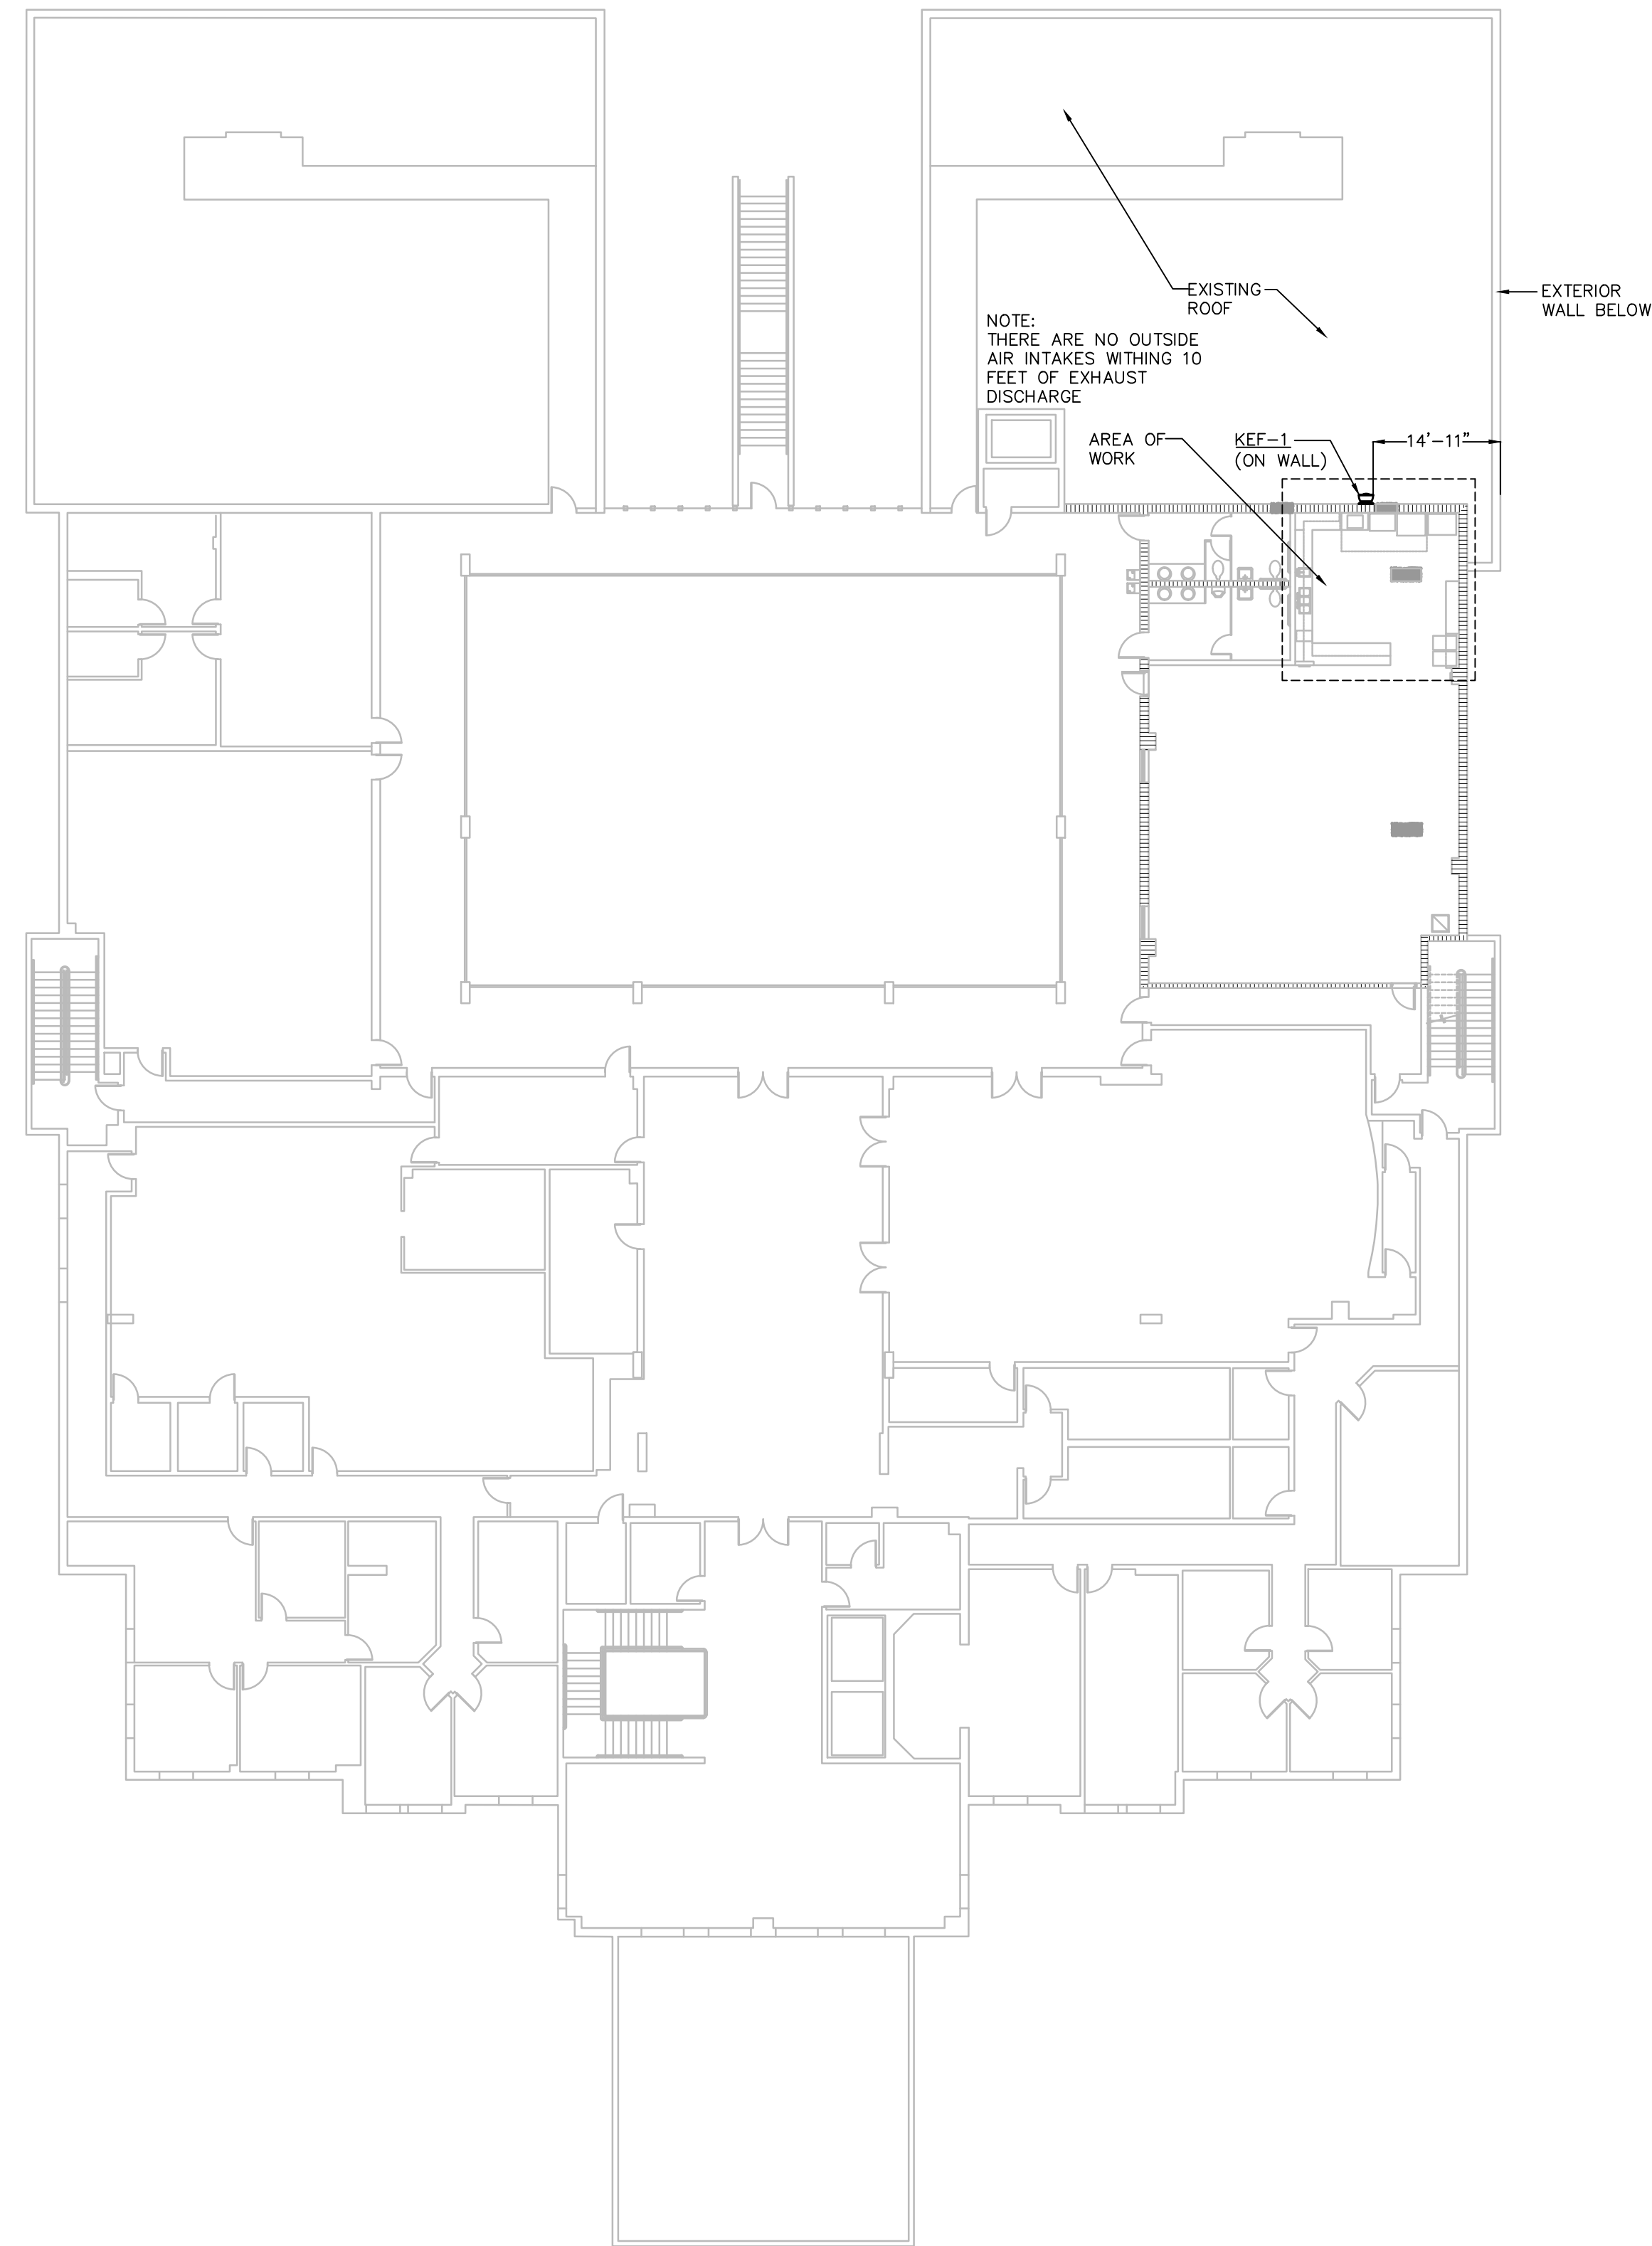 EXISTING
ROOF
EXTERIOR
WALL BELOW
NOTE:
THERE ARE NO OUTSIDE
AIR INTAKES WITHING 10
FEET OF EXHAUST
DISCHARGE
AREA OF
WORK
KEF-1
(ON WALL)
14'-11"